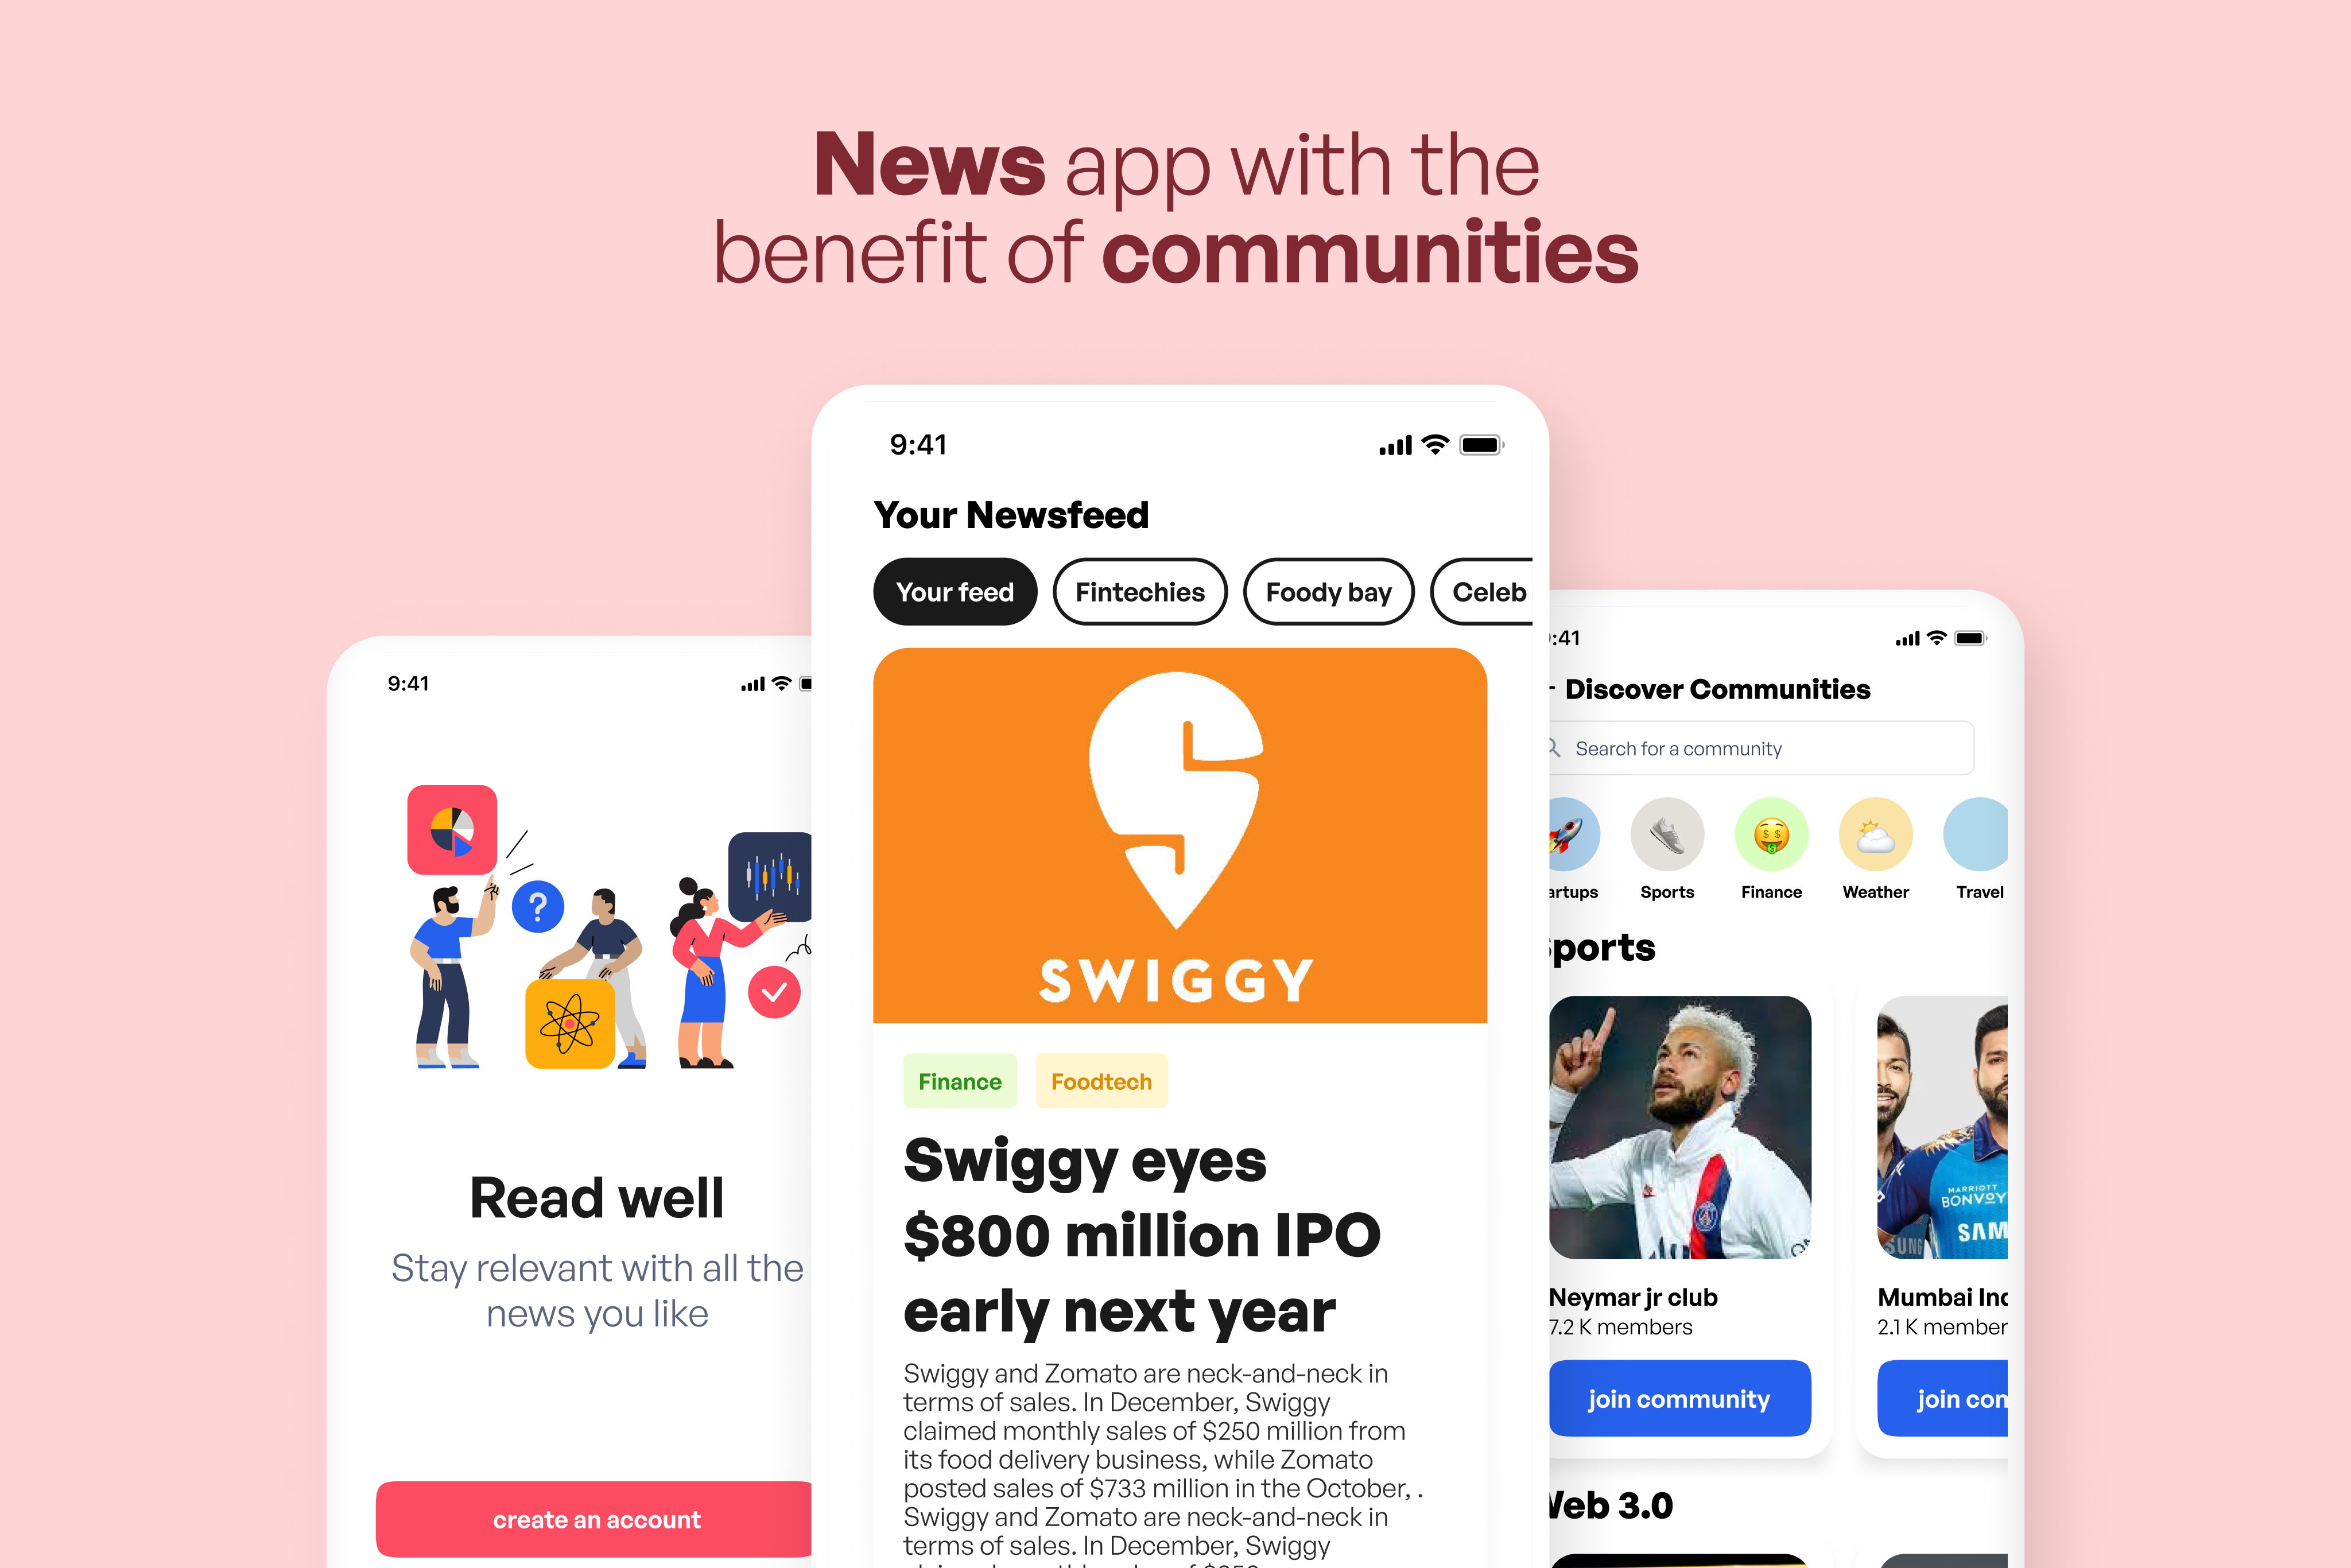 News app with the
benefit of communities
9:41
Read well
Stay relevant with all the
news you like
create an account
9:41
Your Newsfeed
Your feed
Fintechies
Foody bay
Celeb
SWIGGY
Finance
Foodtech
Swiggy eyes
$800 million IPO
early next year
Swiggy and Zomato are neck-and-neck in
terms of sales. In December, Swiggy
claimed monthly sales of $250 million from
its food delivery business, while Zomato
posted sales of $733 million in the October, .
Swiggy and Zomato are neck-and-neck in
terms of sales. In December, Swiggy
:41
Discover Communities
Search for a community
artups
Sports
Finance
Weather
Travel
ports
MARRIOTT
BONVOY
SAM
SUNG
Neymar jr club
7.2 K members
join community
Mumbai Ind
2.1 K member
join con
eb 3.0